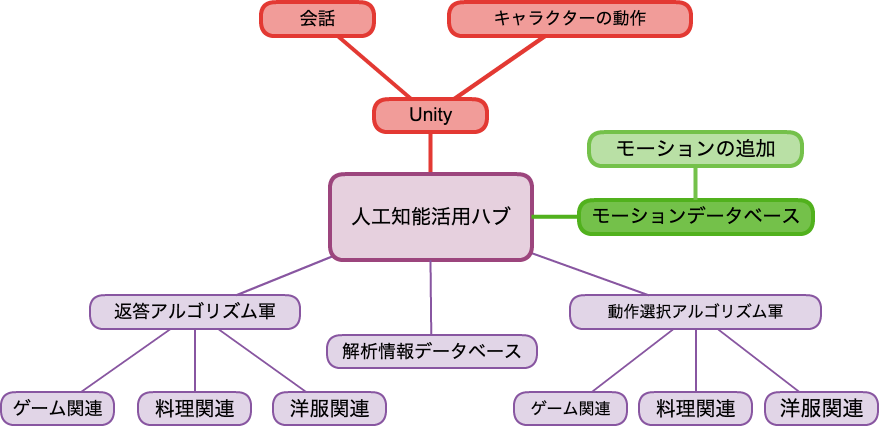 会話
キャラクターの動作
Unity
モーションの追加
人工知能活用ハブ
モーションデータベース
返答アルゴリズム軍
動作選択アルゴリズム軍
解析情報データベース
ゲーム関連
料理関連
洋服関連
ゲーム関連
料理関連
洋服関連